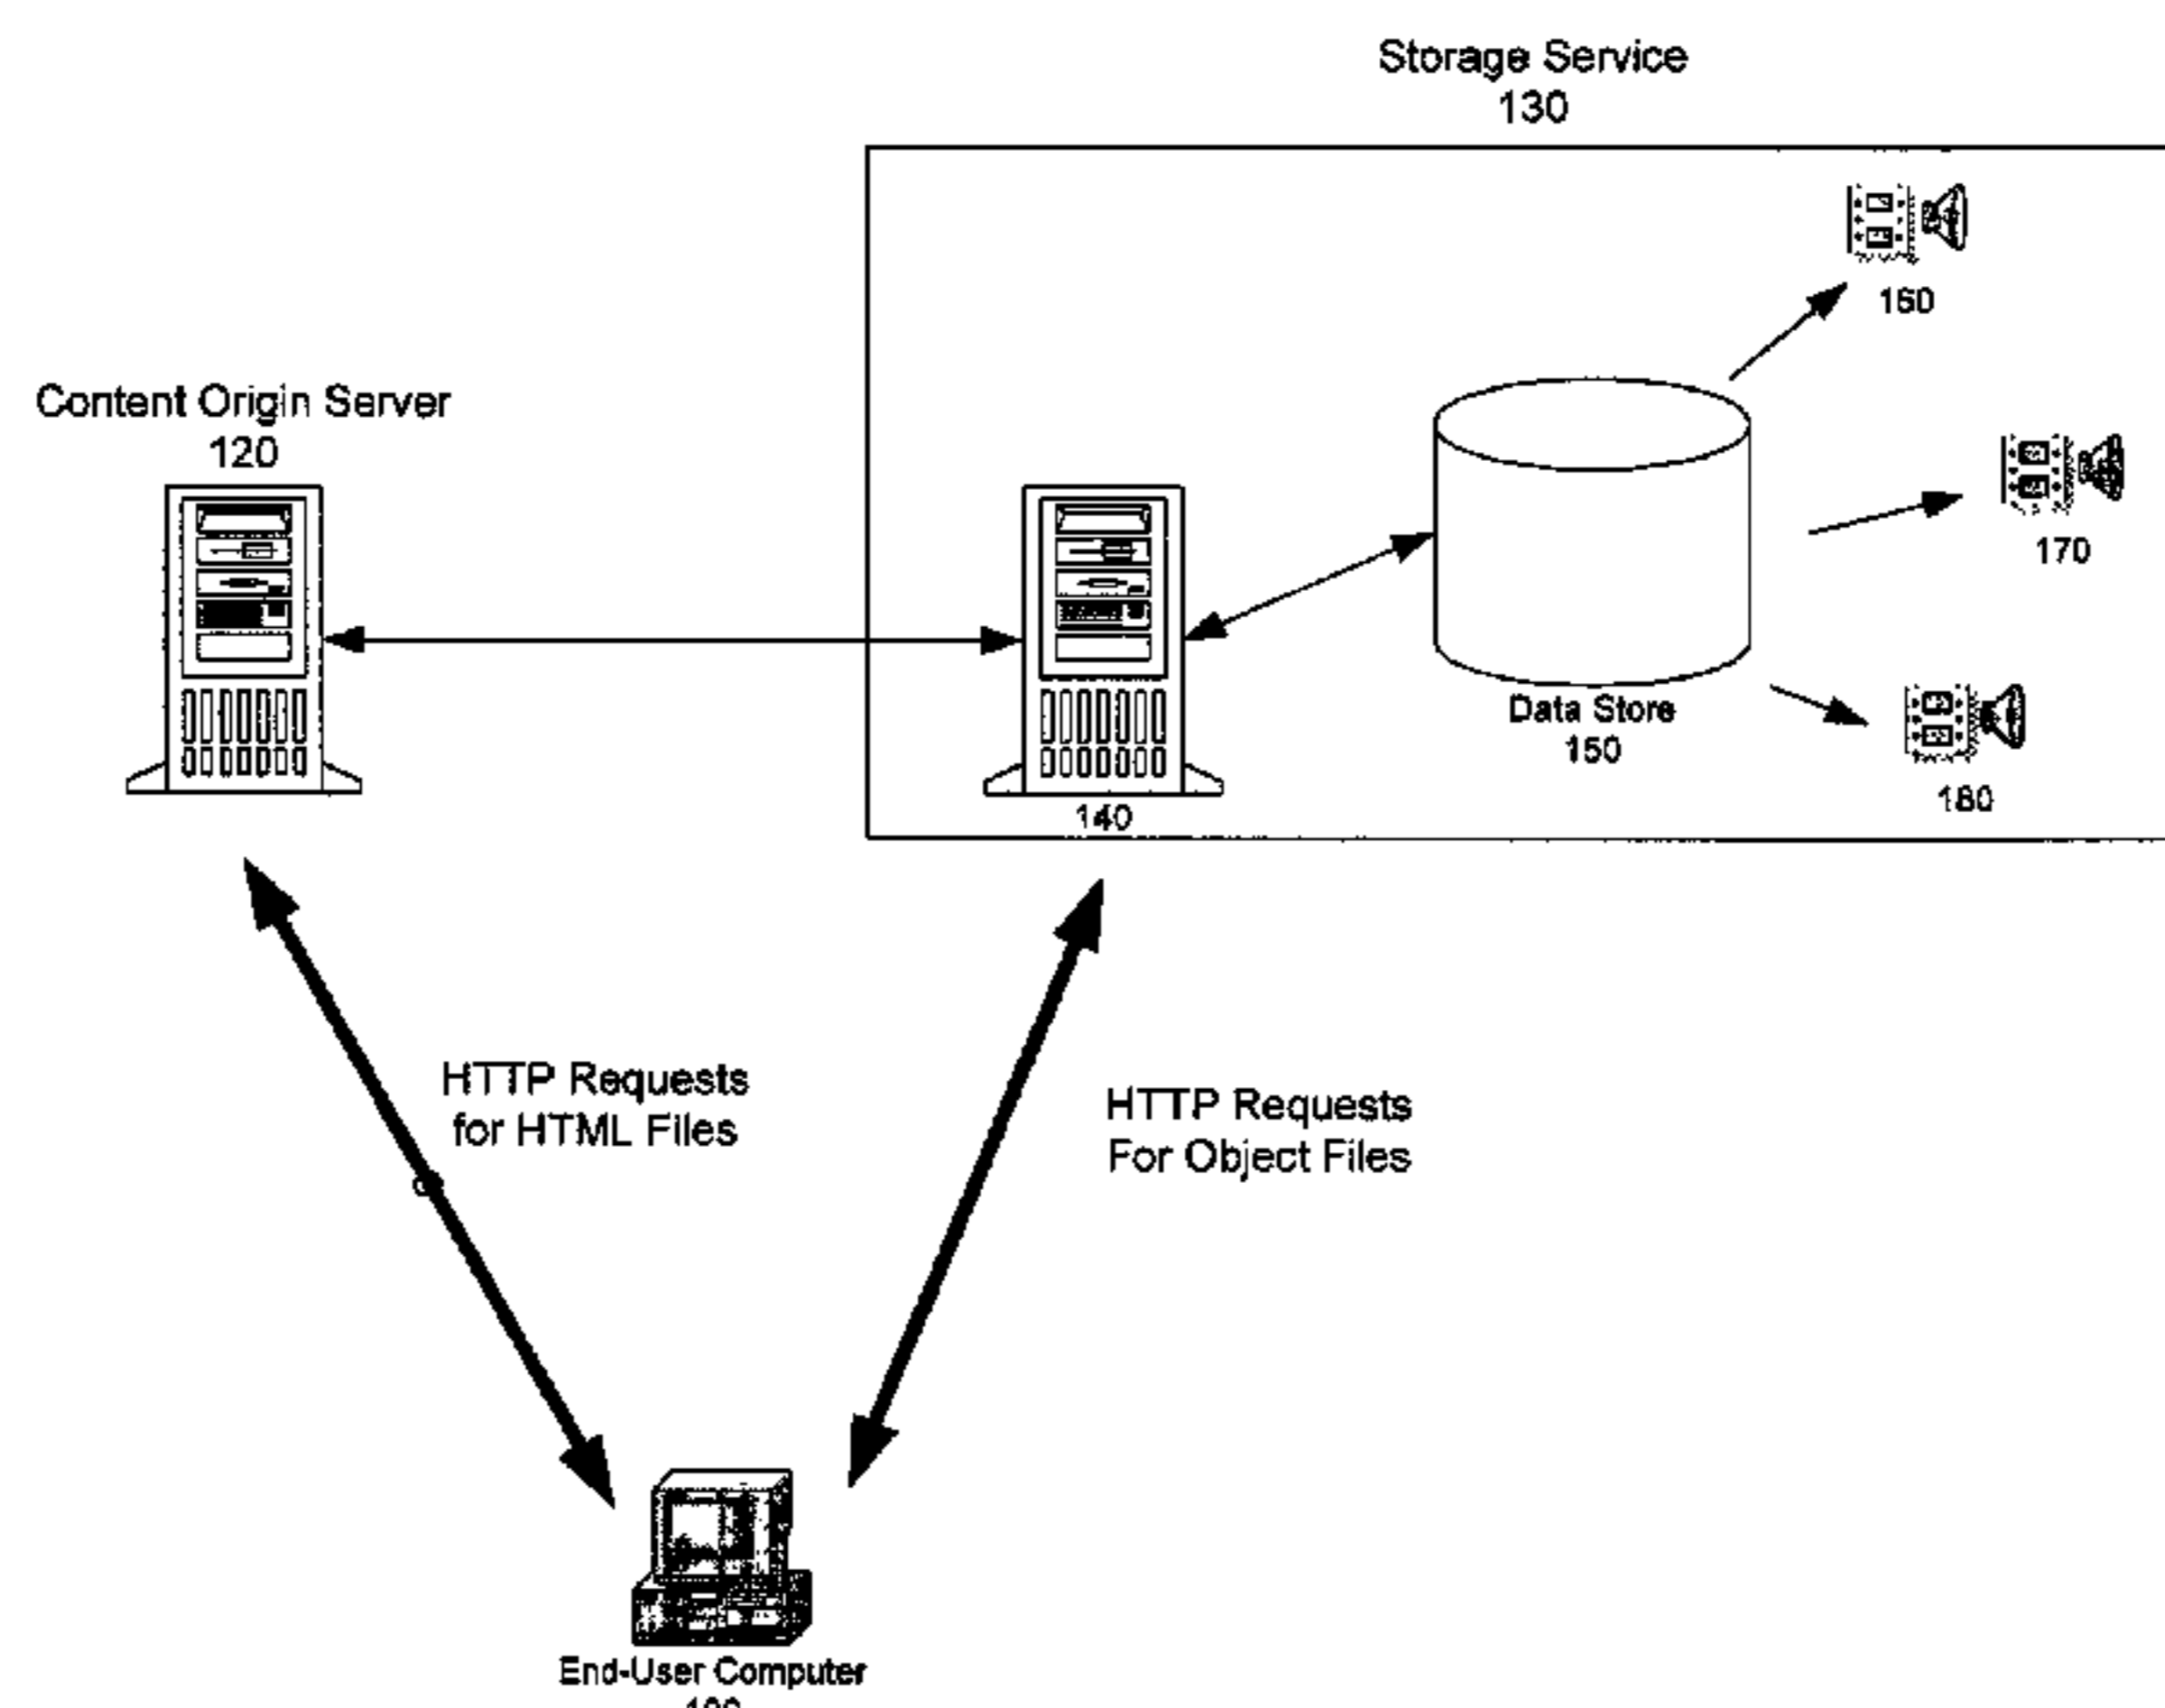 Storage Service
130
160
Content Origin Server
120
170
Data Store
150
180
140
HTTP Requests
for HTML Files
HTTP Requests
For Object Files
End-User Computer